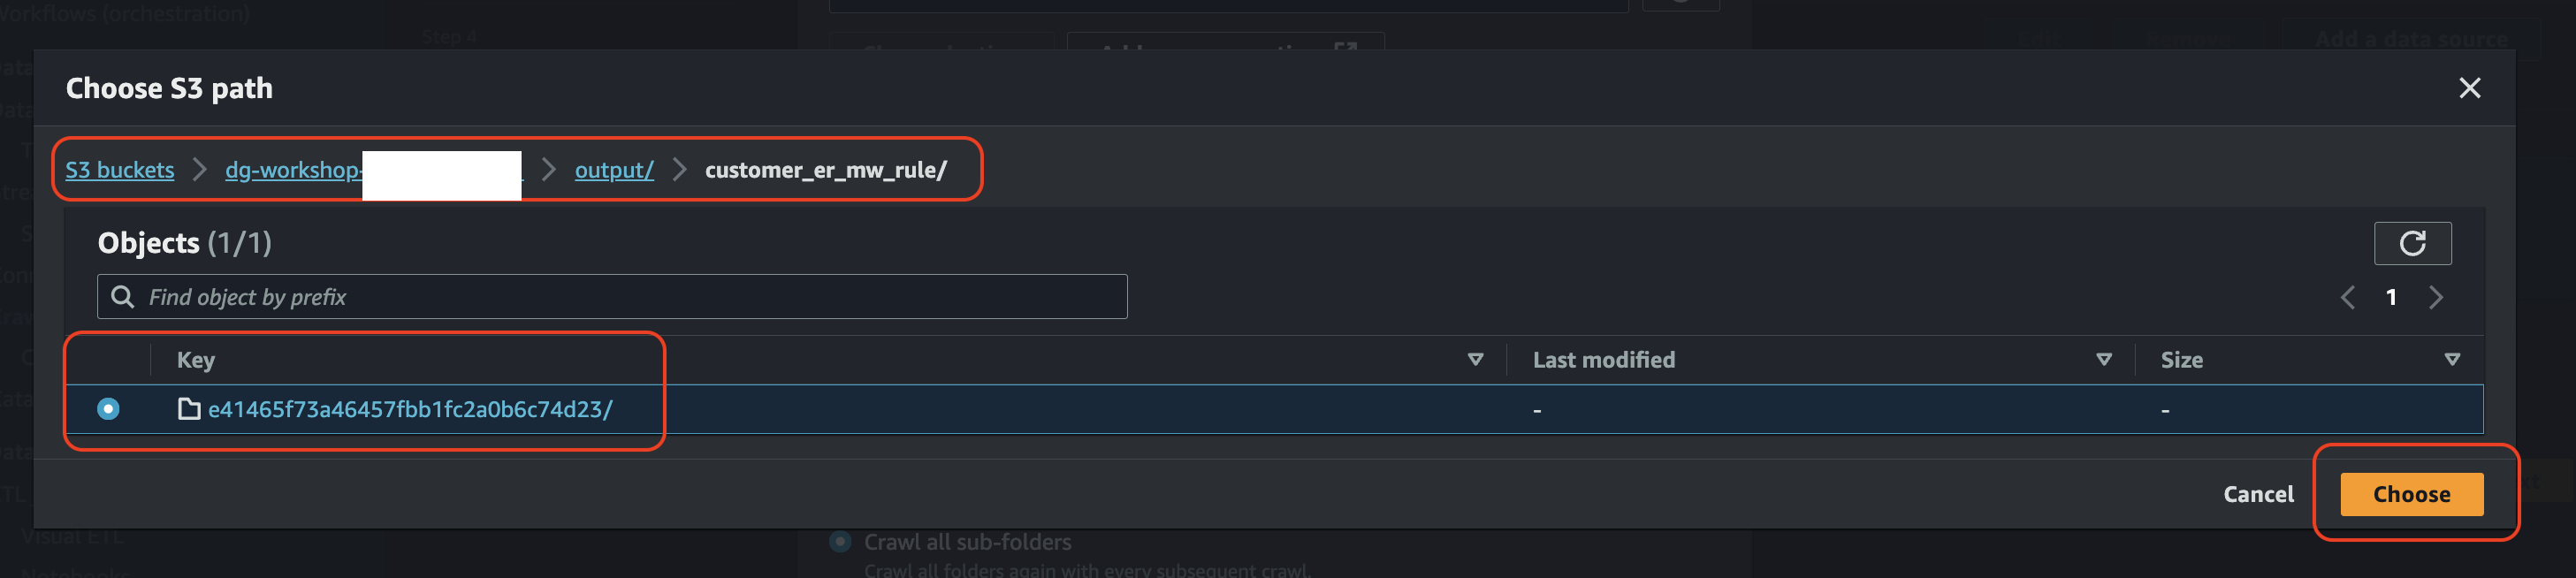 Workflows (orchestration)
Step 4
Add a data source
Choose S3 path
S3 buckets > dg-workshop- > output/ > customer_er_mw_rule/
Objects (1/1)
Find object by prefix
1
Key Last modified Size
e41465f73a46457fbb1fc2a0b6c74d23/ - -
Cancel Choose
Visual ETL
Crawl all sub-folders
Notebooks Crawl all folders again with every subsequent crawl.